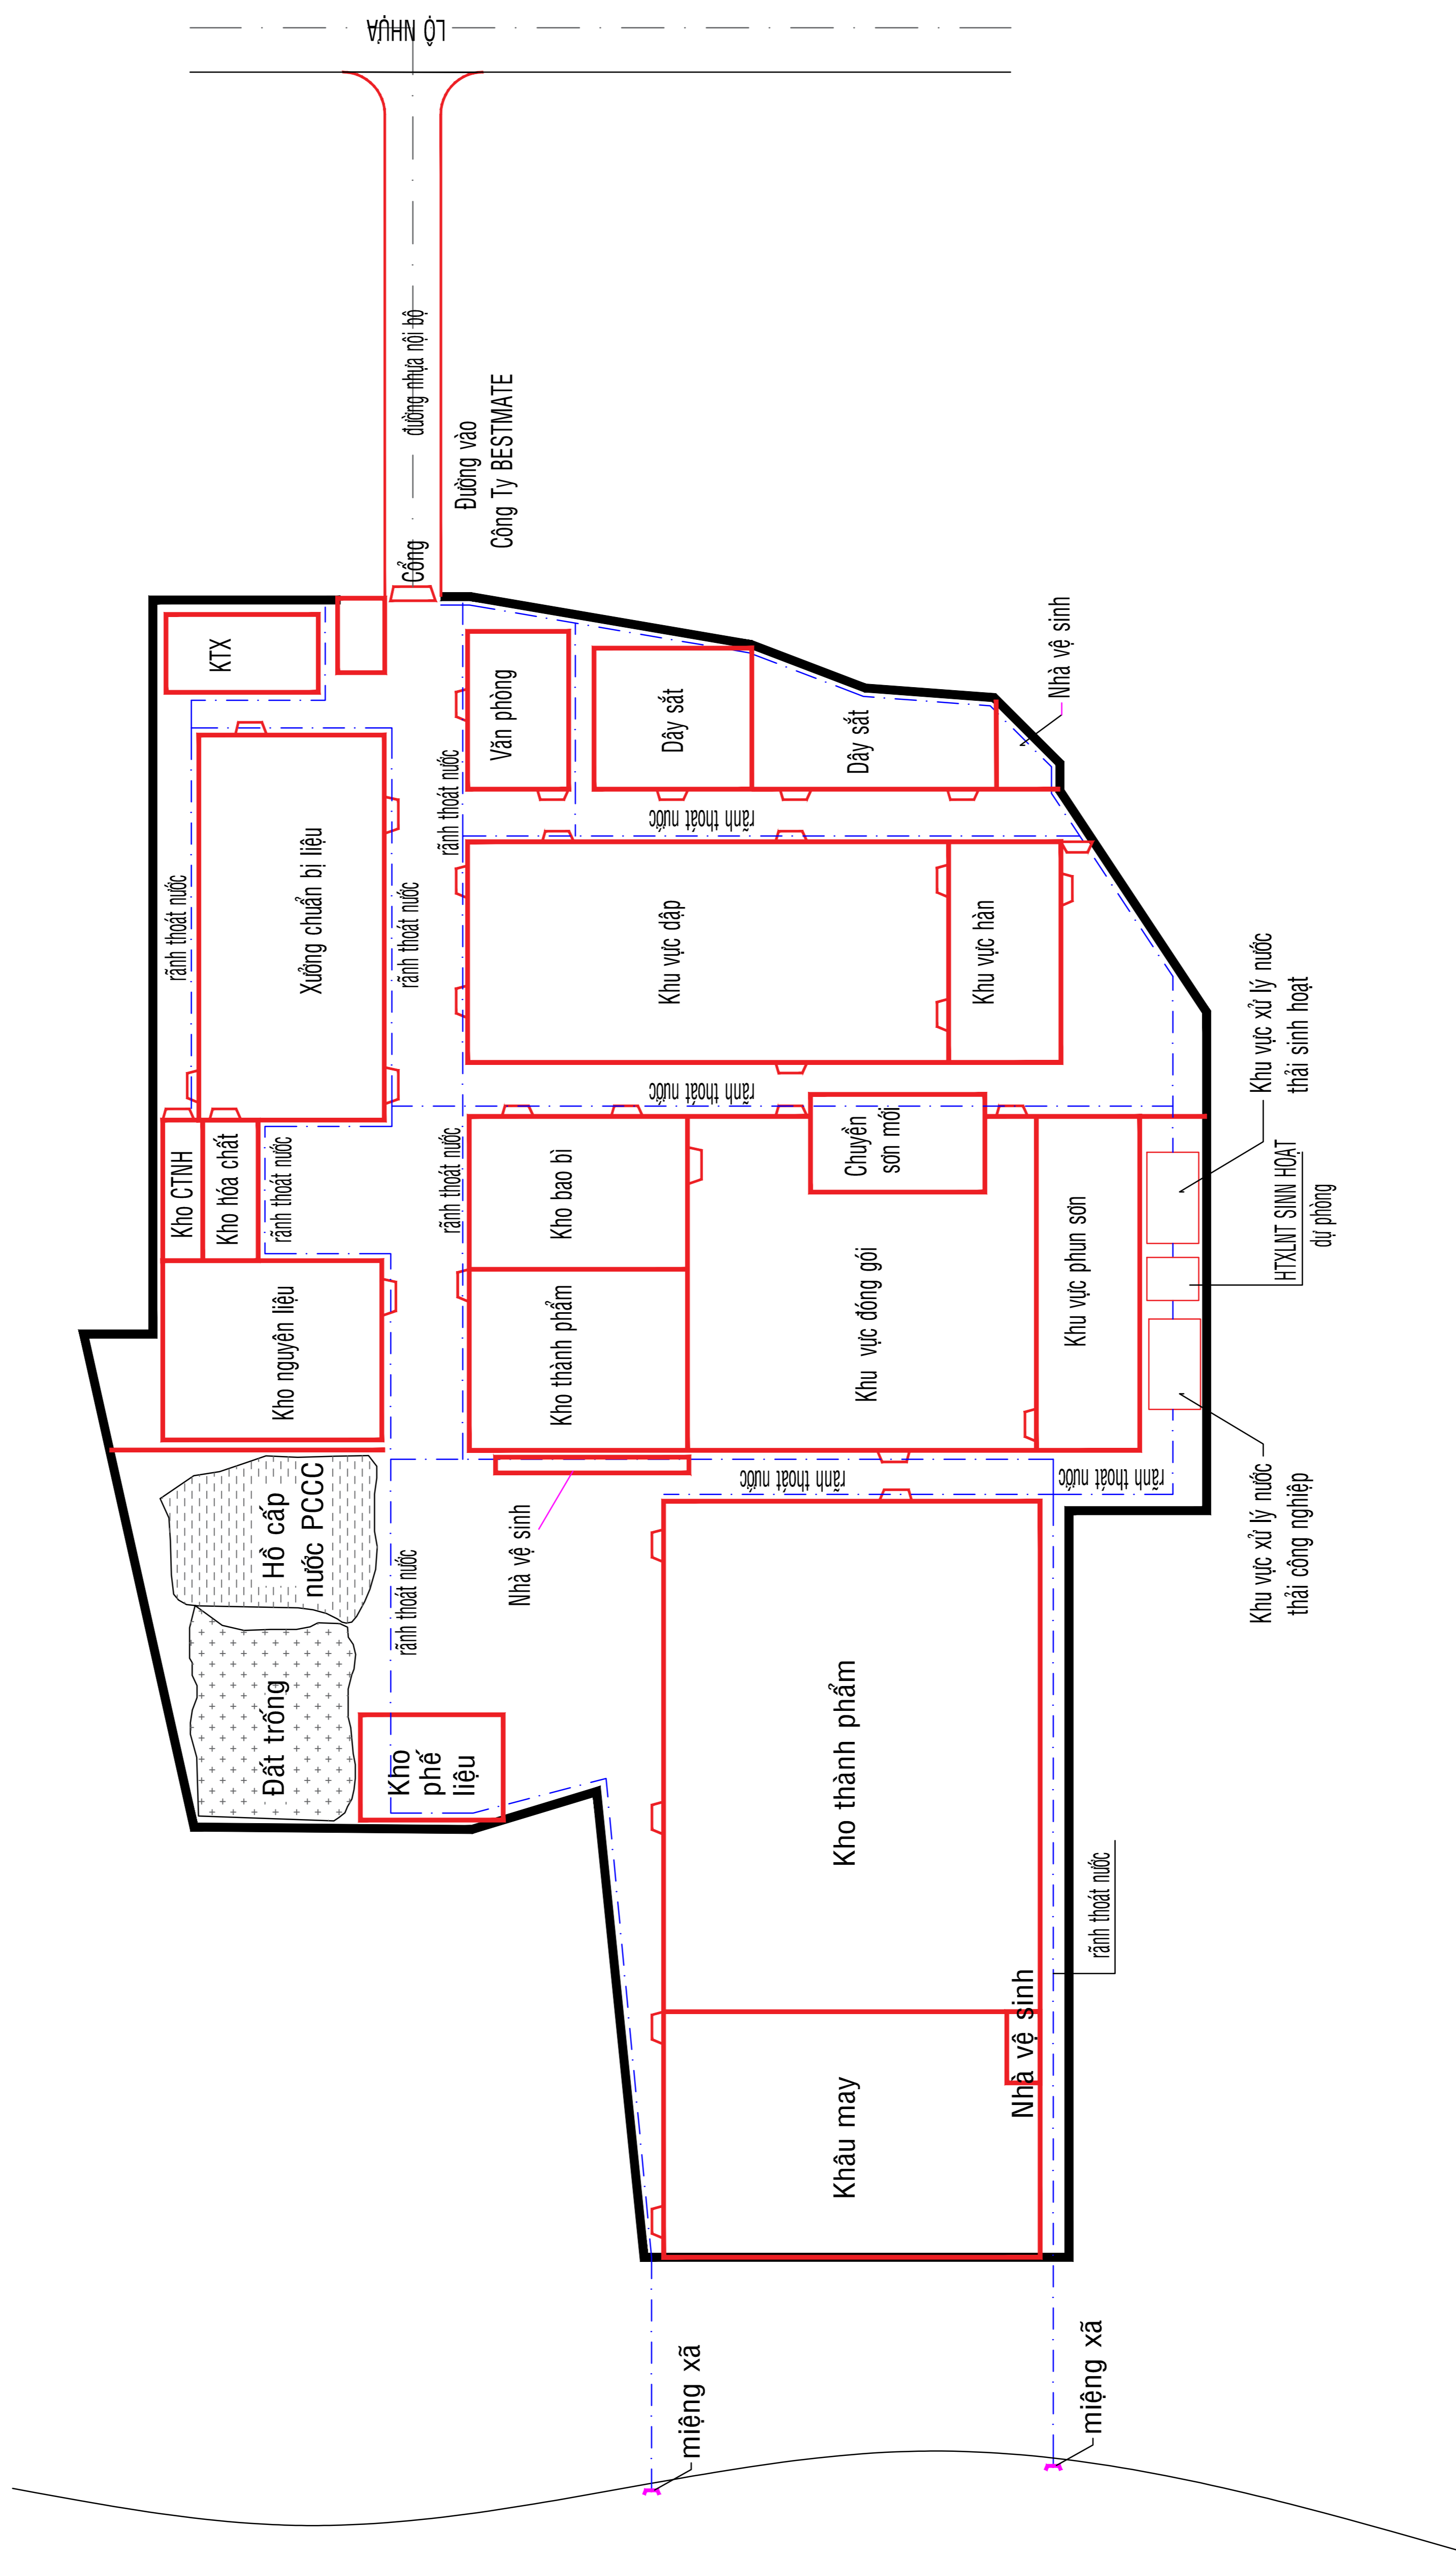 LỘ NHỰA
đường nhựa nội bộ
Đường vào
Công Ty BESTMATE
Cổng
KTX
Văn phòng
Dây sắt
Dây sắt
Nhà vệ sinh
rãnh thoát nước
rãnh thoát nước
Xưởng chuẩn bị liệu
rãnh thoát nước
rãnh thoát nước
Khu vực dập
Khu vực hàn
Khu vực xử lý nước
thải sinh hoạt
rãnh thoát nước
Kho CTNH
Kho hóa chất
rãnh thoát nước
rãnh thoát nước
Kho bao bì
Chuyền
sơn mới
HTXLNT SINN HOẠT
dự phòng
Kho nguyên liệu
Kho thành phẩm
Khu vực đóng gói
Khu vực phun sơn
Hồ cấp
nước PCCC
rãnh thoát nước
rãnh thoát nước
Khu vực xử lý nước
thải công nghiệp
Nhà vệ sinh
rãnh thoát nước
Đất trống
Kho
phế
liệu
Kho thành phẩm
rãnh thoát nước
Nhà vệ sinh
Khâu may
miệng xã
miệng xã